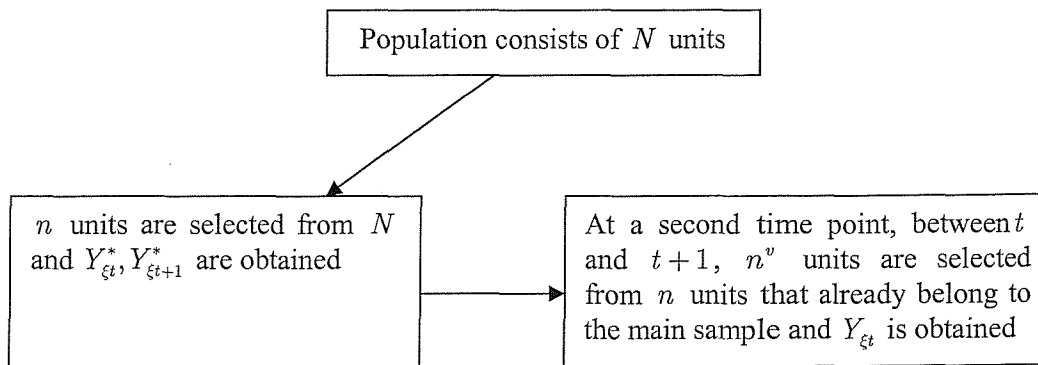 Population consists of N units
n units are selected from N
and Y*ξt, Y*ξt+1 are obtained
At a second time point, between t
and t+1, n^v units are selected
from n units that already belong to
the main sample and Yξt is obtained